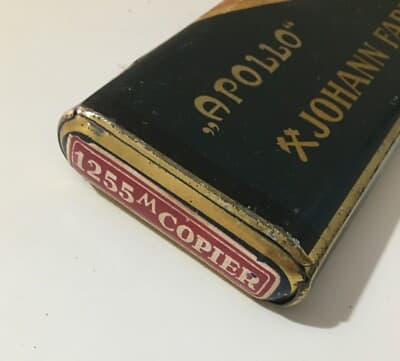 „APOLLO“
JOHANN FAB
1255 M COPIER